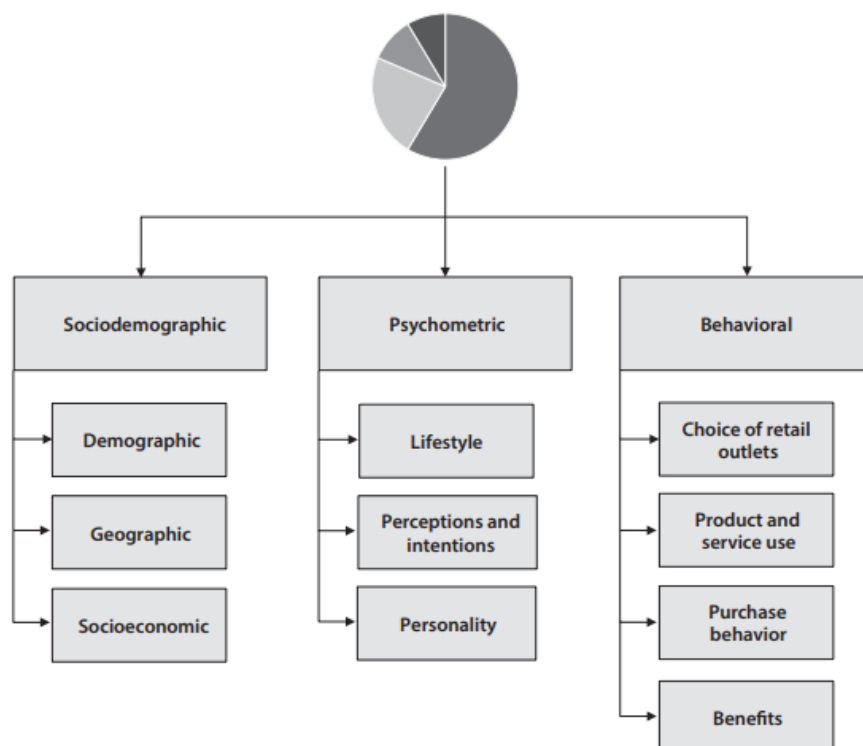 Sociodemographic
Psychometric
Behavioral
Demographic
Geographic
Socioeconomic
Lifestyle
Perceptions and
intentions
Personality
Choice of retail
outlets
Product and
service use
Purchase
behavior
Benefits